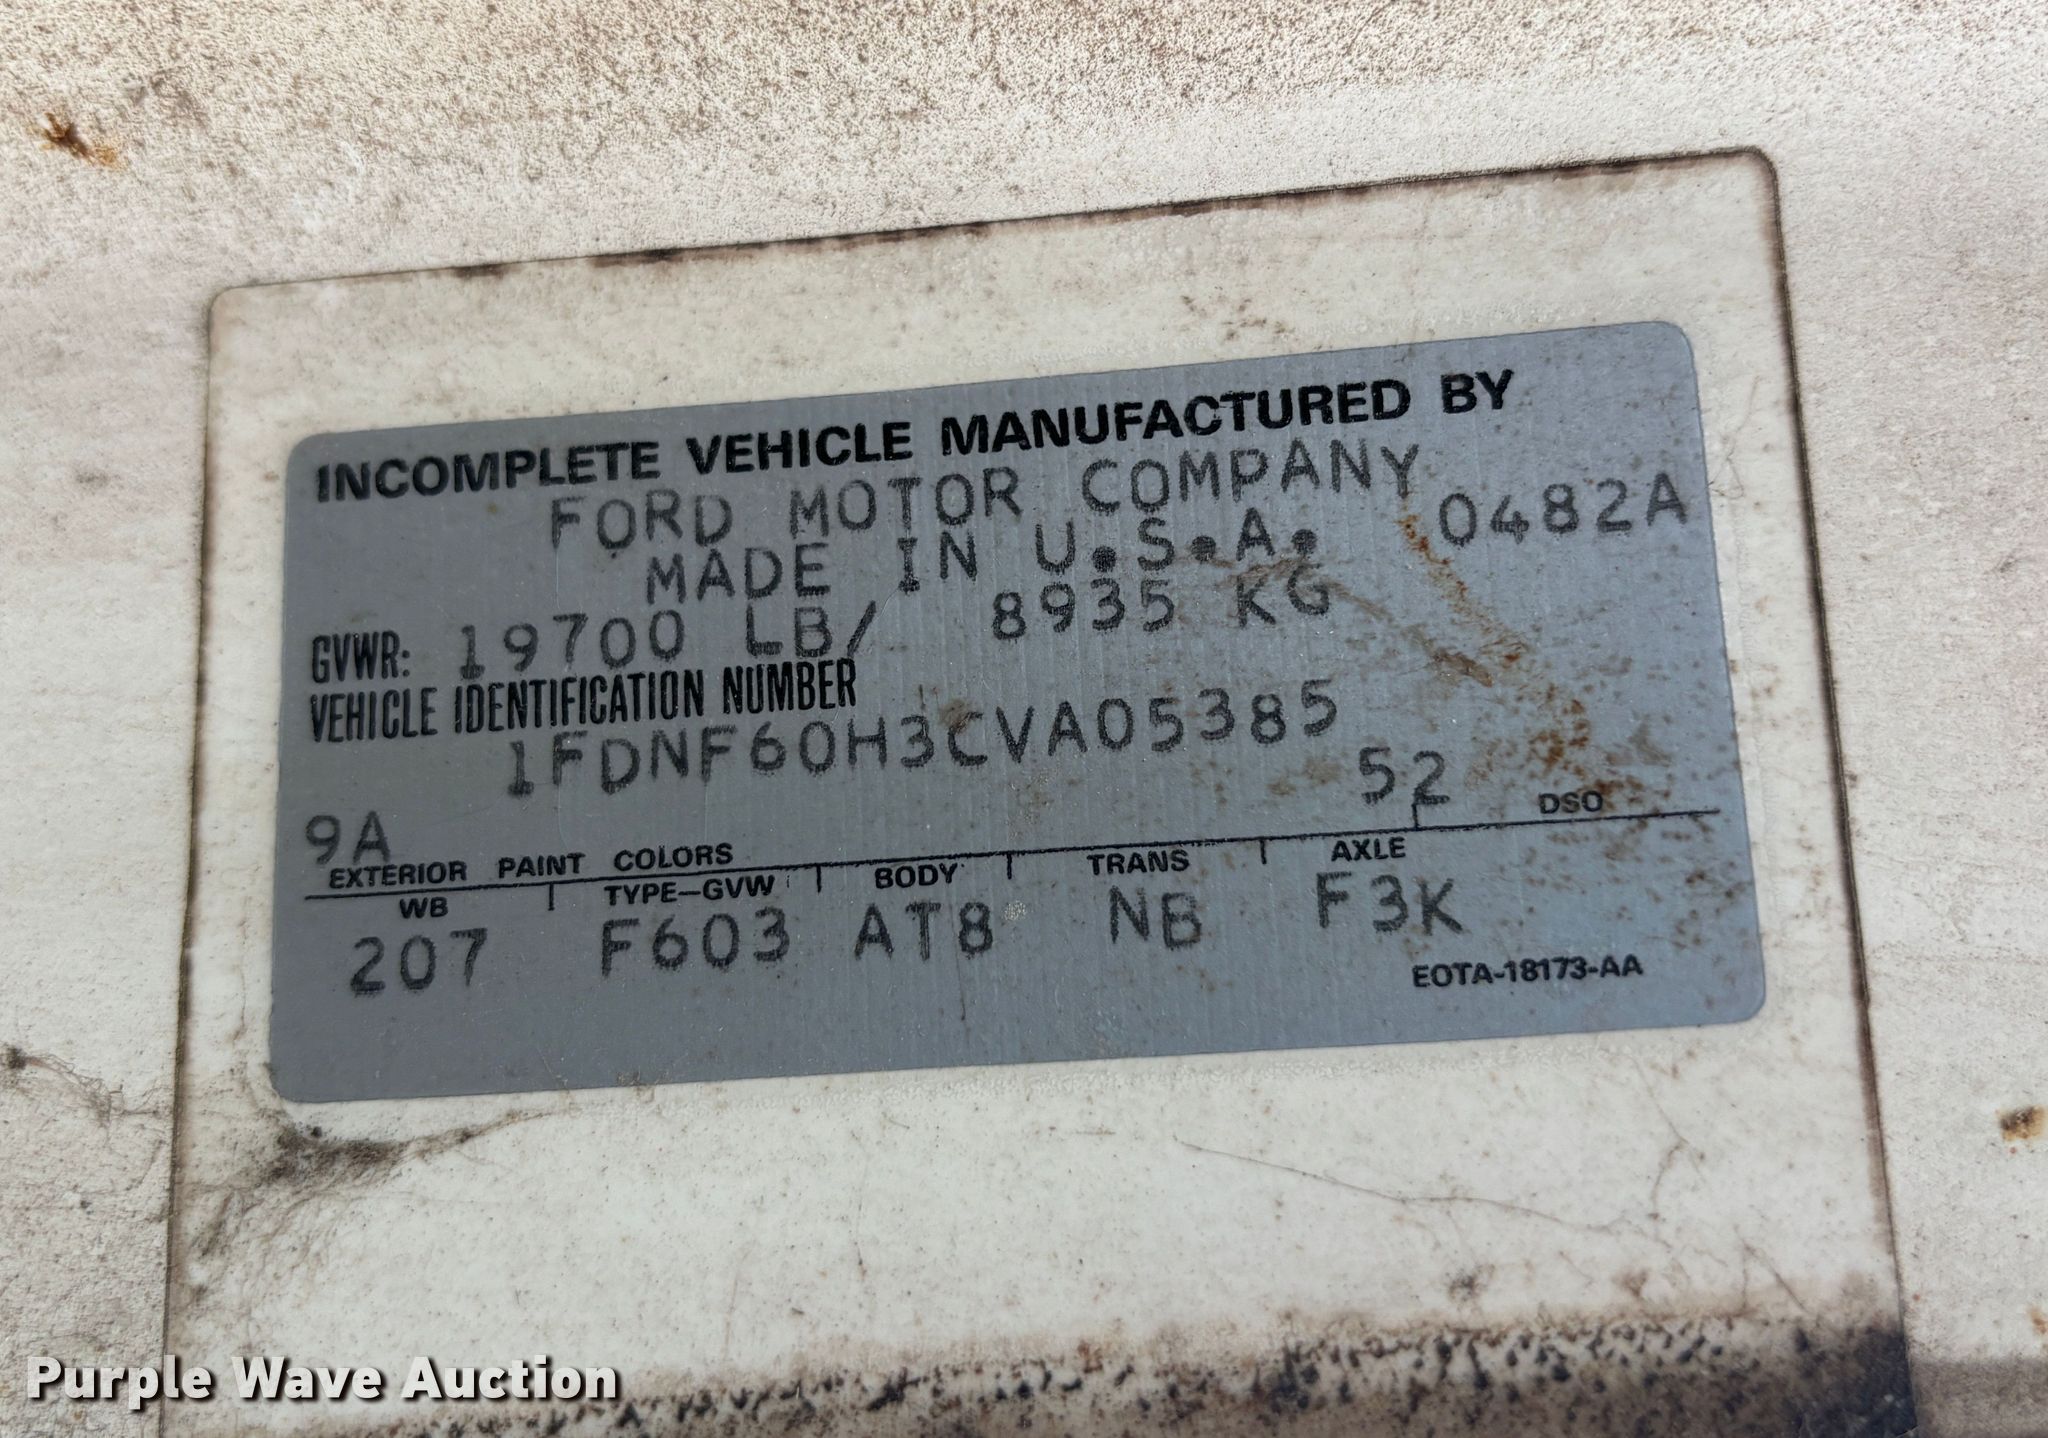 INCOMPLETE VEHICLE MANUFACTURED BY
FORD MOTOR COMPANY
MADE IN U.S.A. 0482A
GVWR: 19700 LB/ 8935 KG
VEHICLE IDENTIFICATION NUMBER
1FDNF60H3CVA05385
9A 52
EXTERIOR PAINT COLORS DSO
WB TYPE-GVW BODY TRANS AXLE
207 F603 AT8 NB F3K
EOTA-18173-AA
Purple Wave Auction